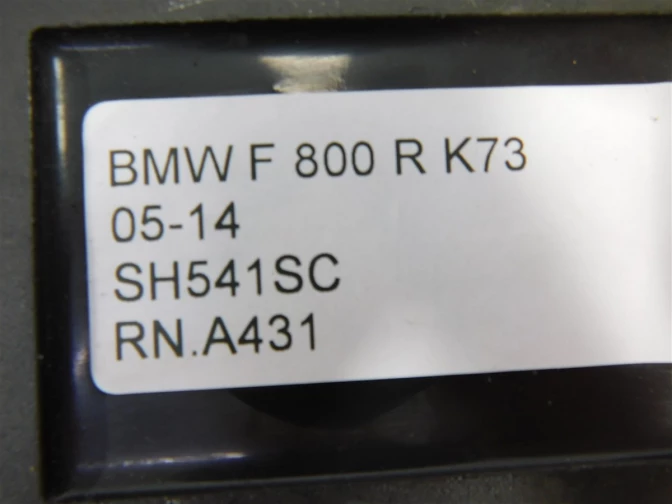 BMW F 800 R K73
05-14
SH541SC
RN.A431